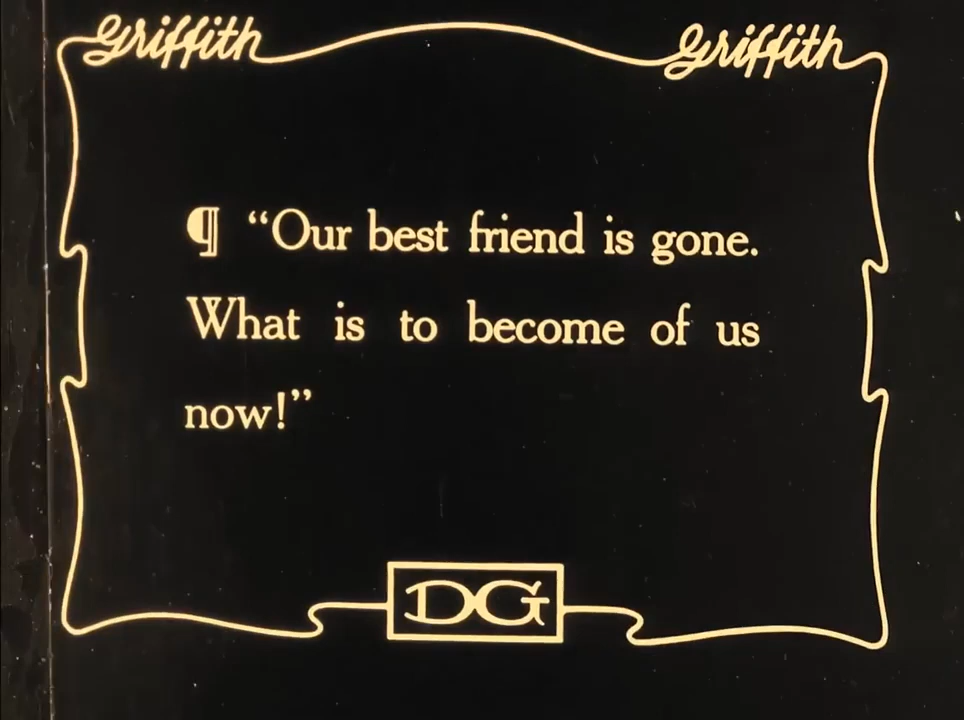 Griffith Griffith
¶ “Our best friend is gone.
What is to become of us
now!”
DG